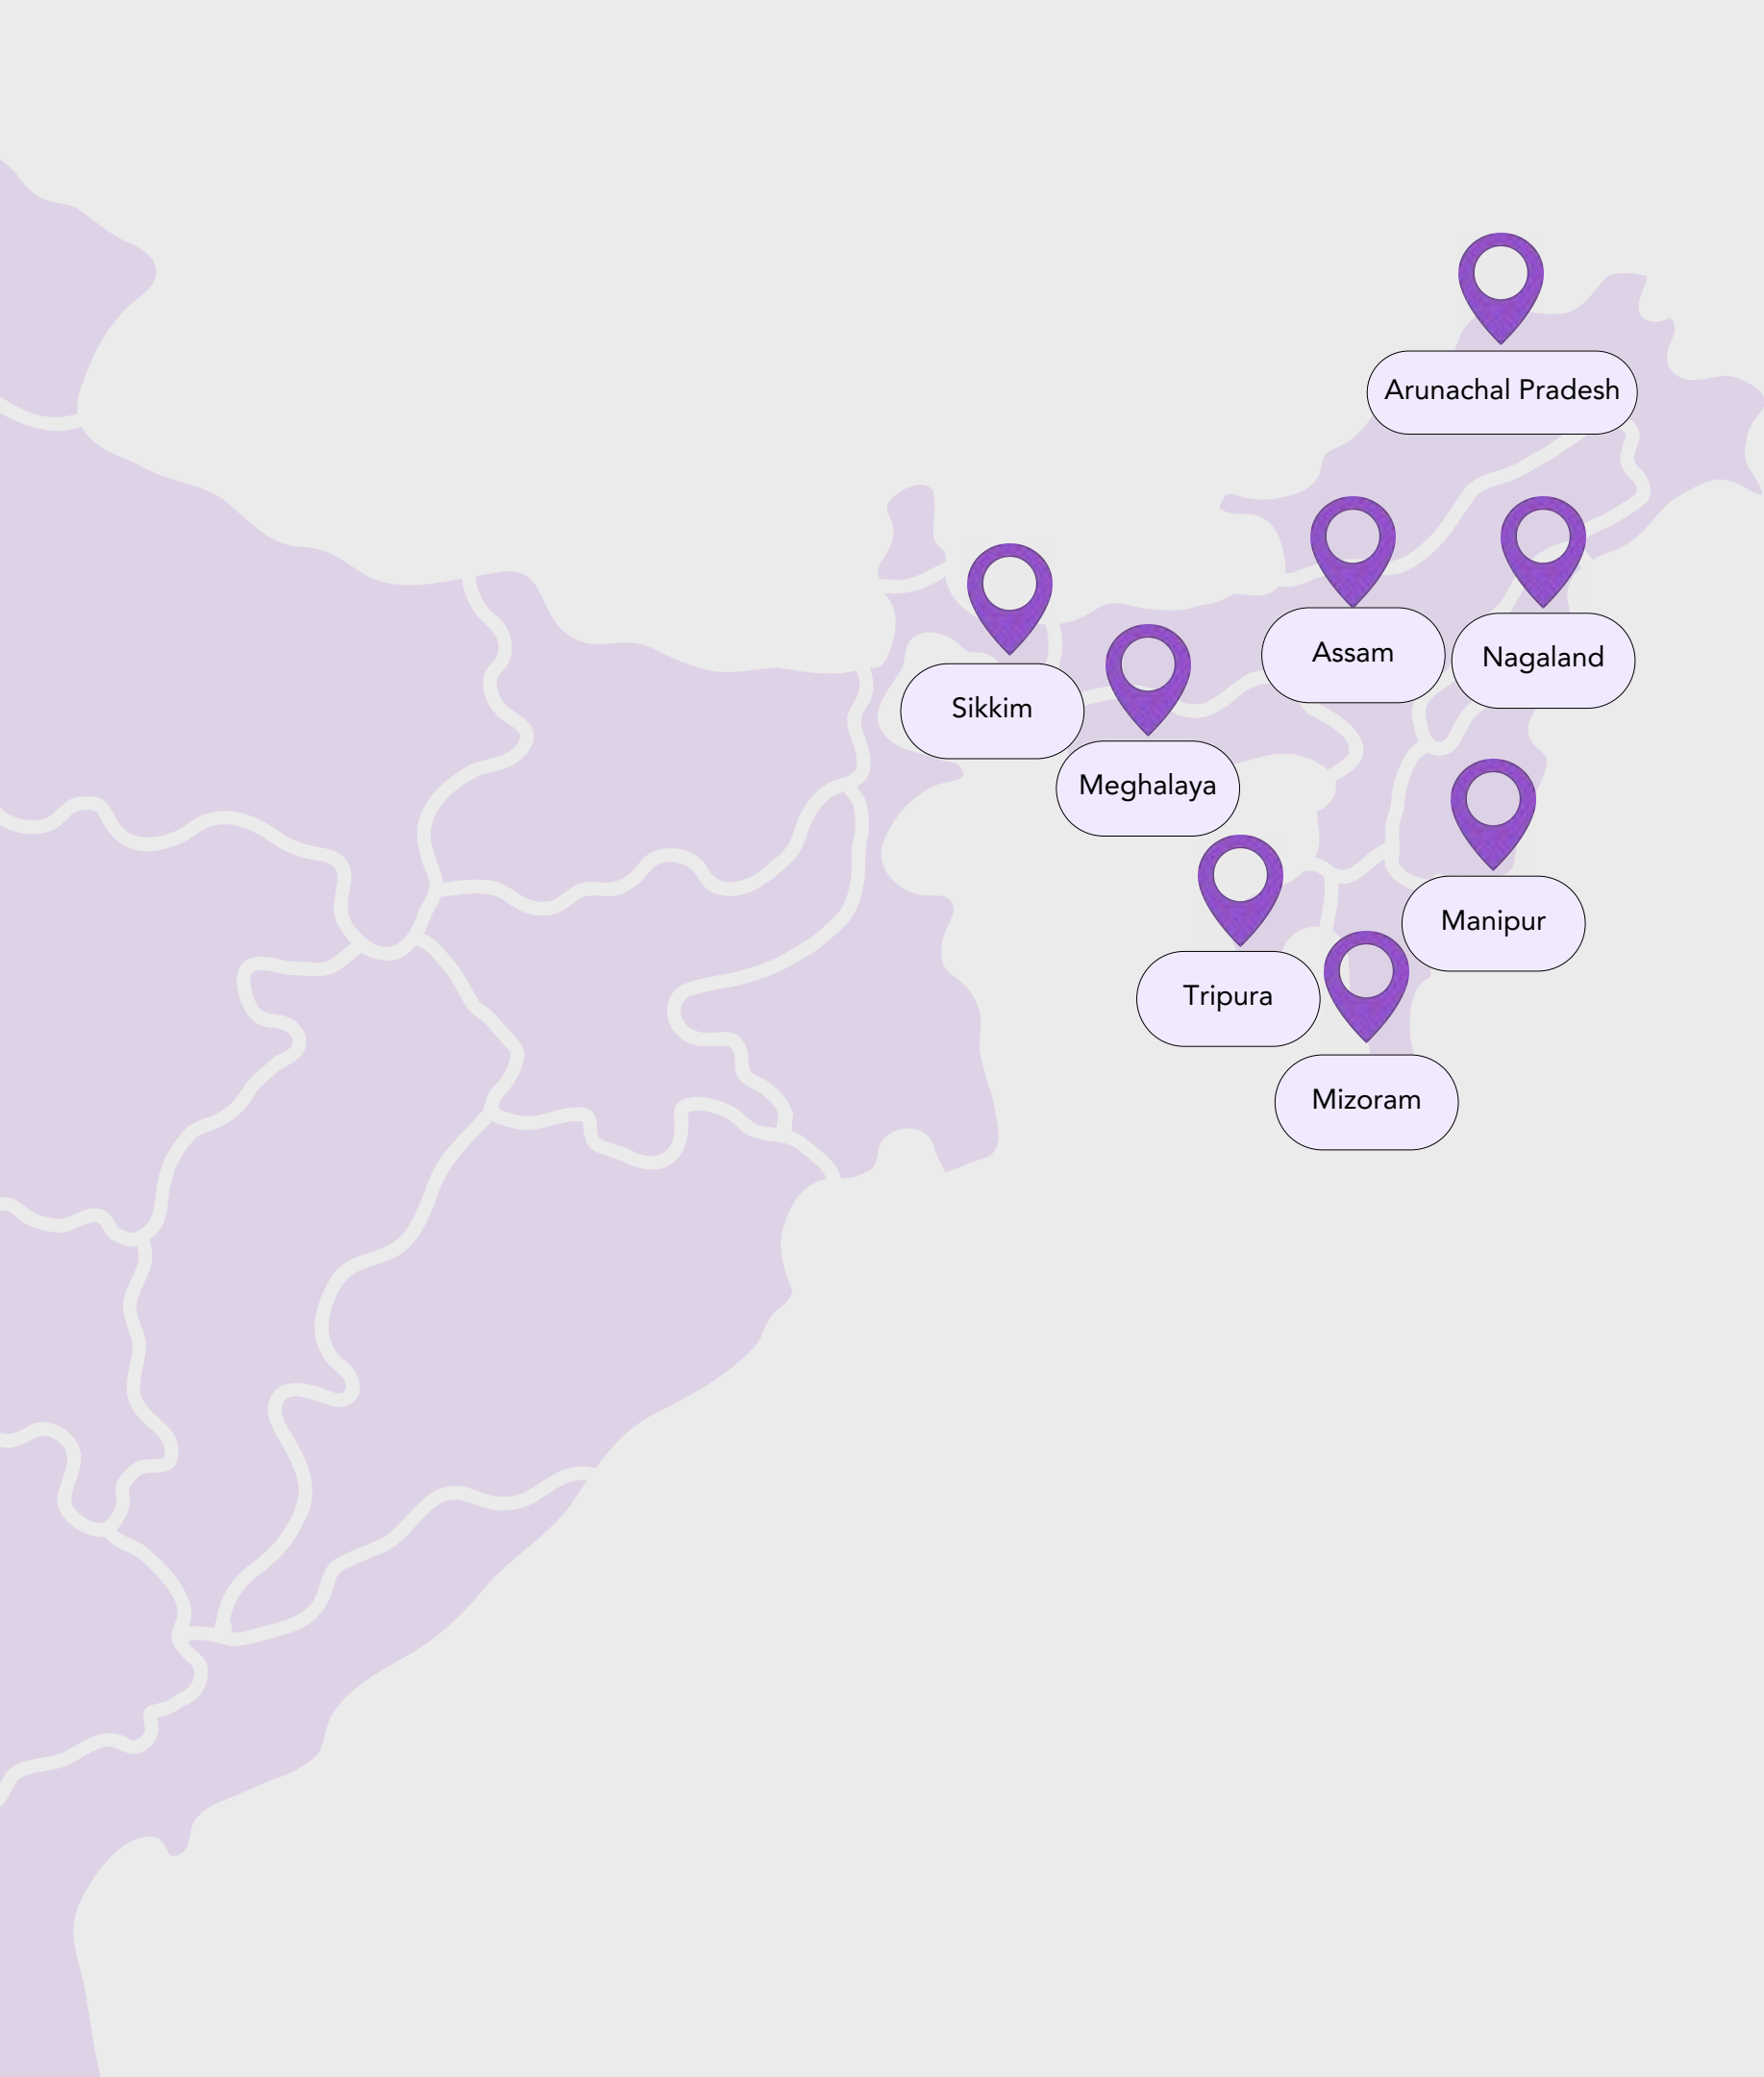 Arunachal Pradesh
Assam
Nagaland
Sikkim
Meghalaya
Manipur
Tripura
Mizoram